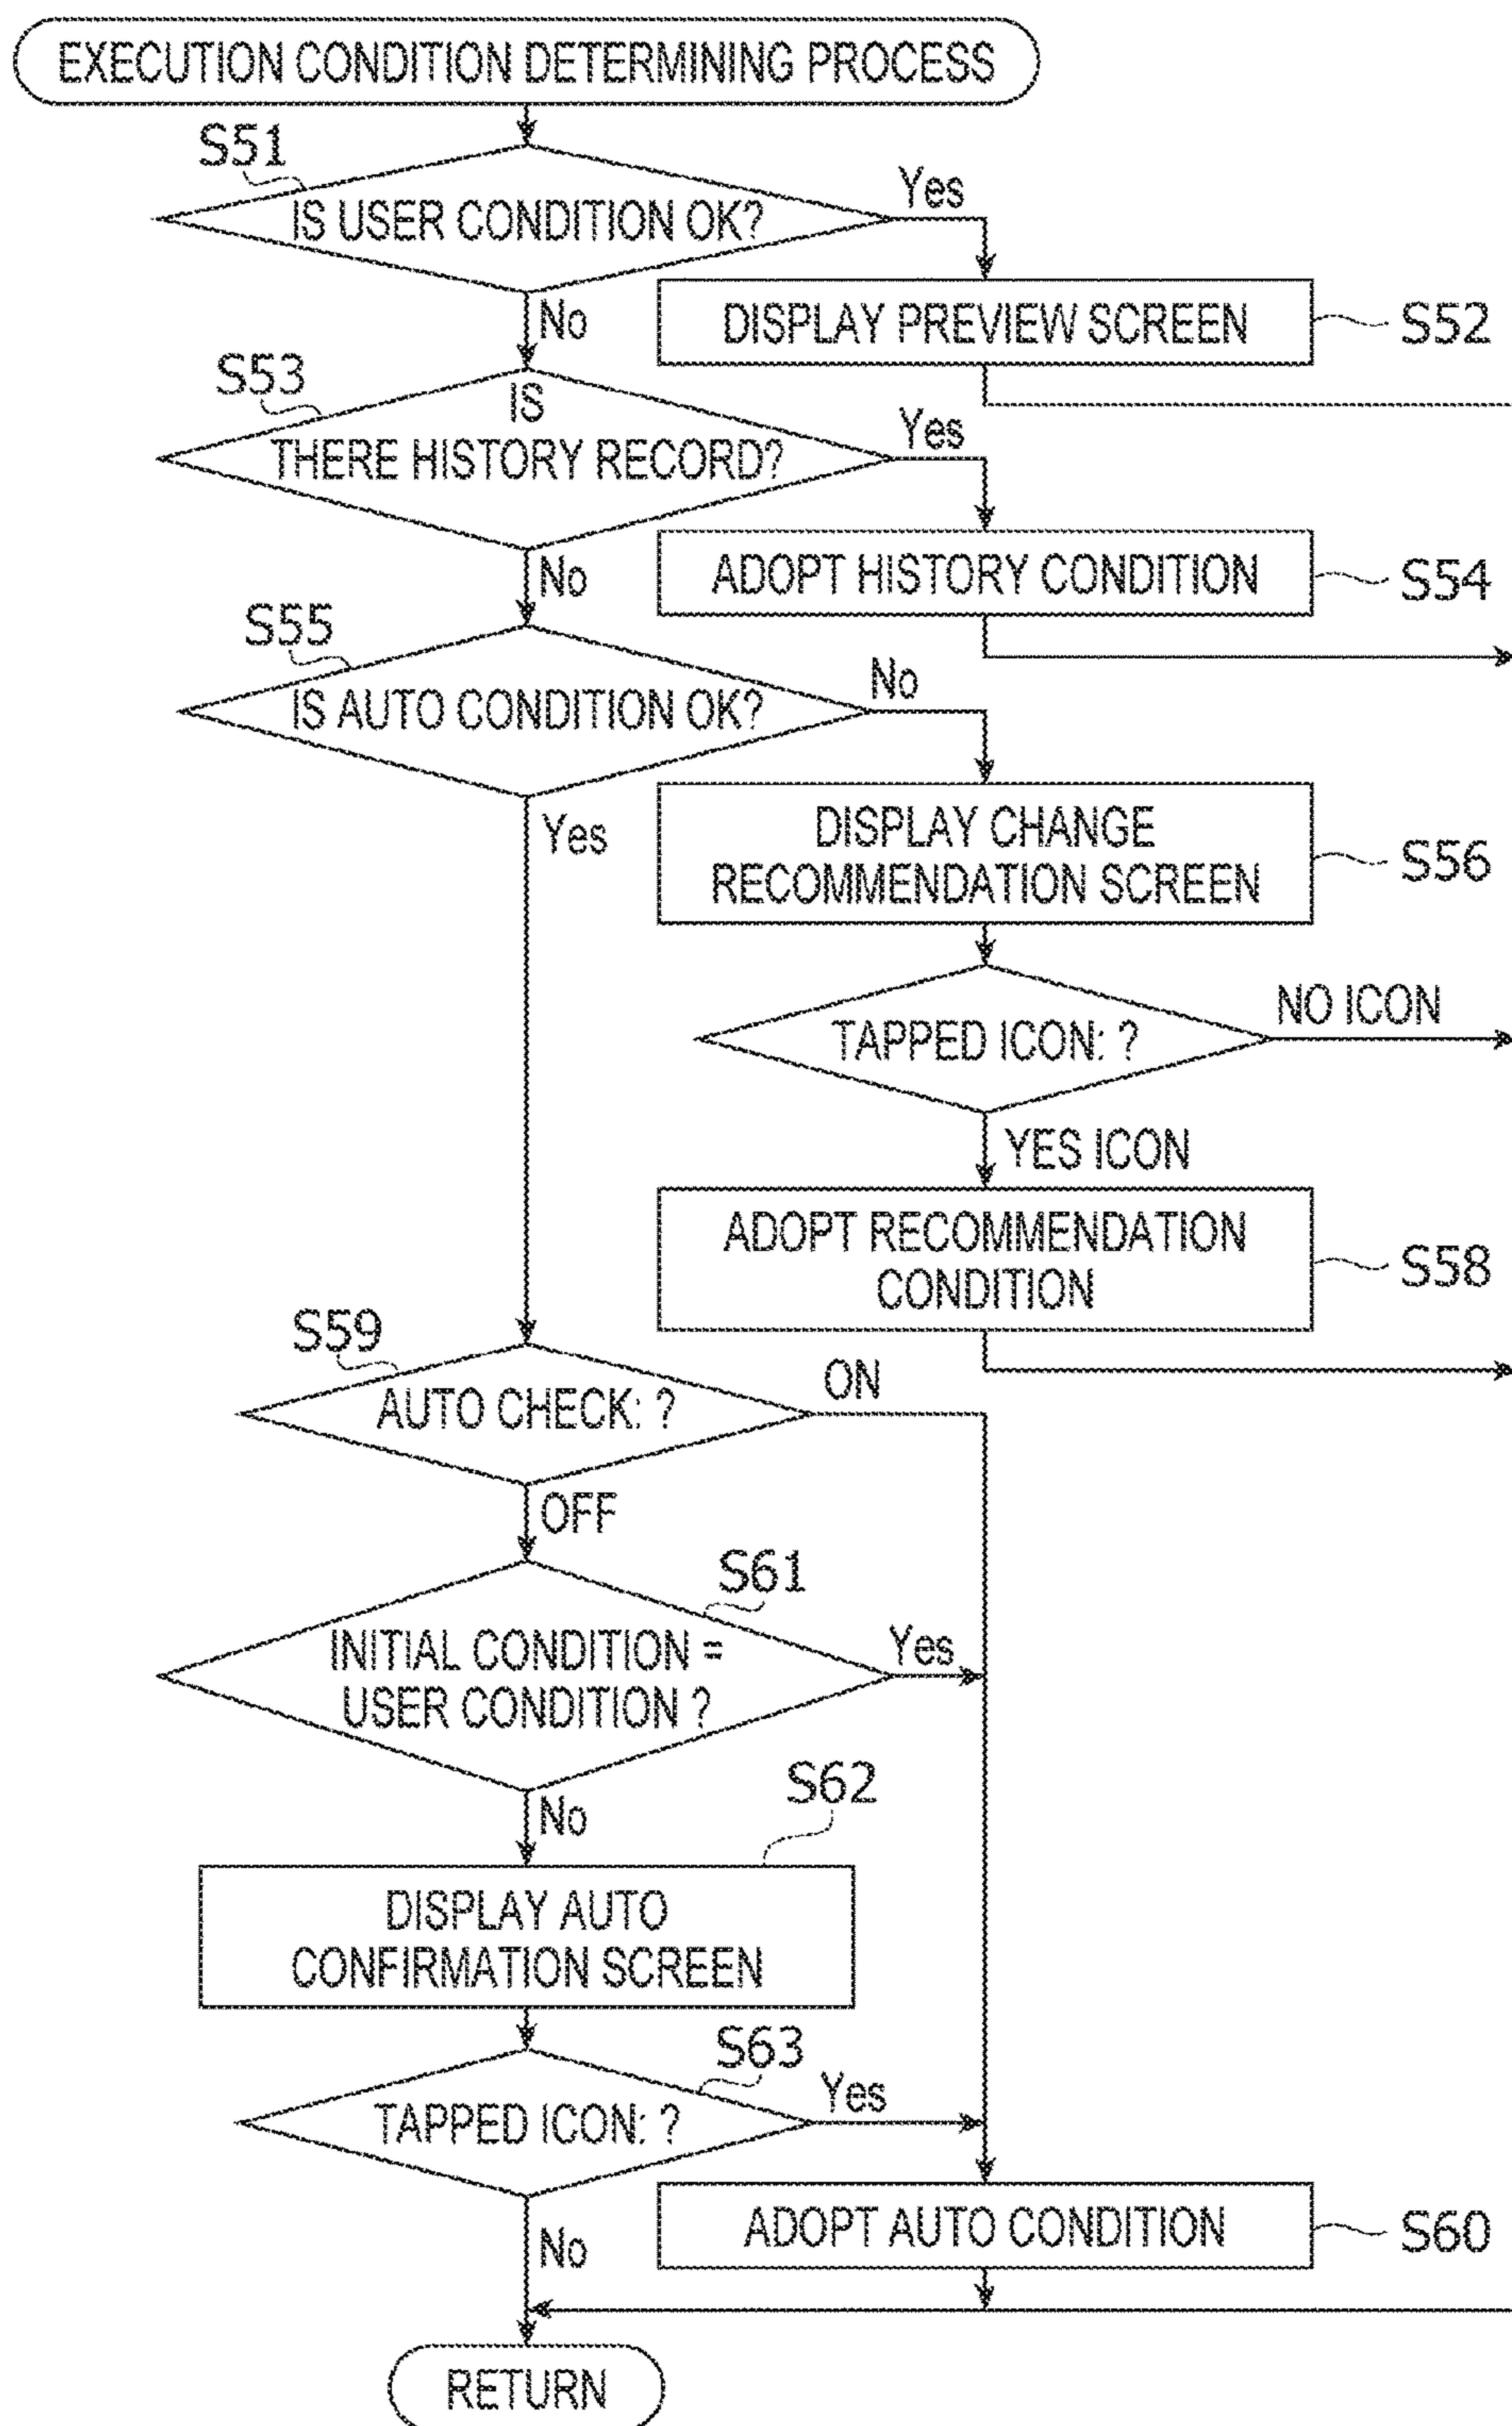 EXECUTION CONDITION DETERMINING PROCESS
S51
IS USER CONDITION OK?
Yes
No
DISPLAY PREVIEW SCREEN
S52
S53
IS
THERE HISTORY RECORD?
Yes
No
ADOPT HISTORY CONDITION
S54
S55
IS AUTO CONDITION OK?
No
Yes
DISPLAY CHANGE
RECOMMENDATION SCREEN
S56
TAPPED ICON: ?
NO ICON
YES ICON
ADOPT RECOMMENDATION
CONDITION
S58
S59
AUTO CHECK: ?
ON
OFF
S61
INITIAL CONDITION =
USER CONDITION ?
Yes
No
S62
DISPLAY AUTO
CONFIRMATION SCREEN
S63
TAPPED ICON: ?
Yes
No
ADOPT AUTO CONDITION
S60
RETURN